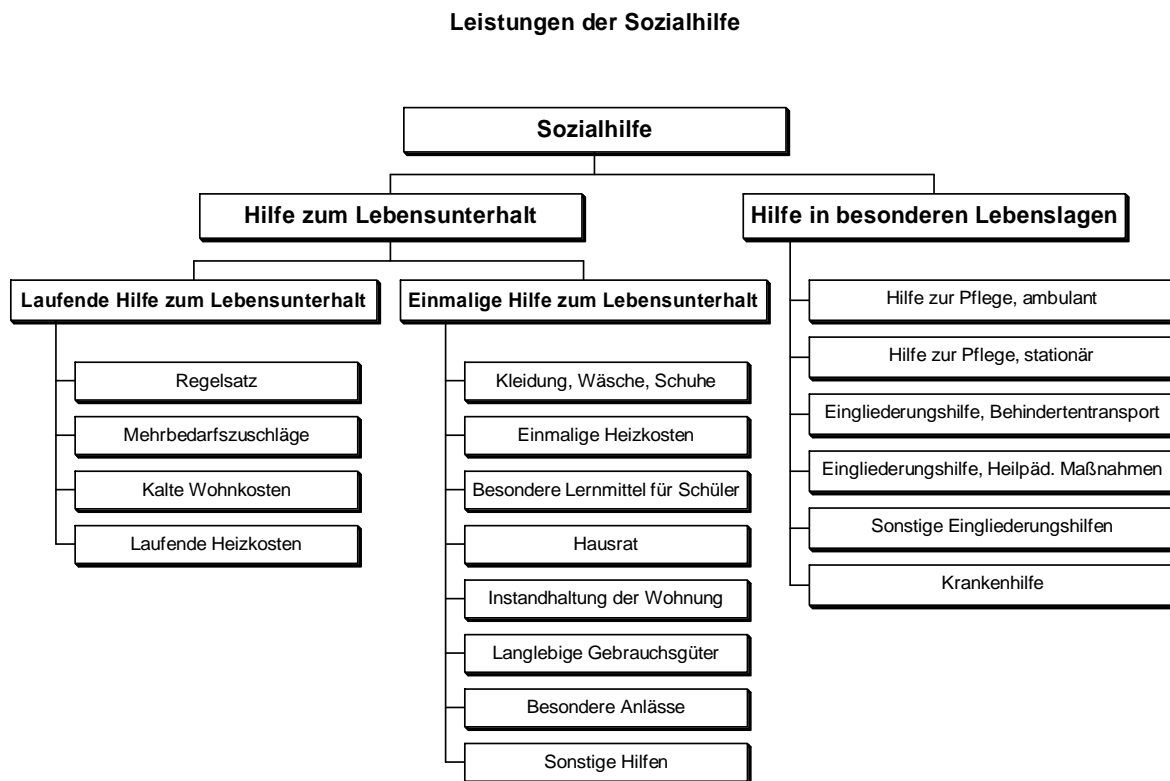 Leistungen der Sozialhilfe
Sozialhilfe
Hilfe zum Lebensunterhalt
Hilfe in besonderen Lebenslagen
Laufende Hilfe zum Lebensunterhalt
Regelsatz
Mehrbedarfszuschläge
Kalte Wohnkosten
Laufende Heizkosten
Einmalige Hilfe zum Lebensunterhalt
Kleidung, Wäsche, Schuhe
Einmalige Heizkosten
Besondere Lernmittel für Schüler
Hausrat
Instandhaltung der Wohnung
Langlebige Gebrauchsgüter
Besondere Anlässe
Sonstige Hilfen
Hilfe zur Pflege, ambulant
Hilfe zur Pflege, stationär
Eingliederungshilfe, Behindertentransport
Eingliederungshilfe, Heilpäd. Maßnahmen
Sonstige Eingliederungshilfen
Krankenhilfe